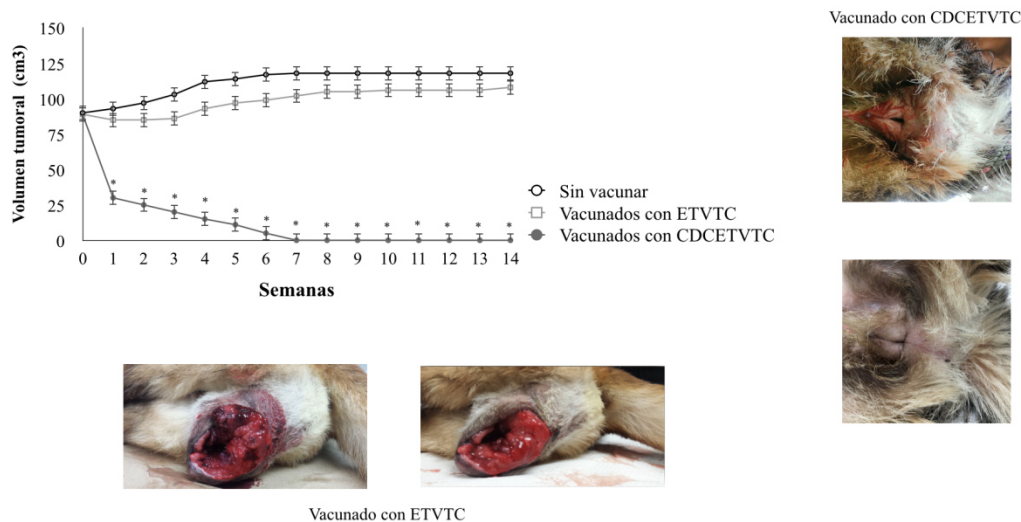 Vacunado con CDCETVTC
Volumen tumoral (cm3)
150
125
100
75
50
25
0
* * * * * * * * * * * * * *
0 1 2 3 4 5 6 7 8 9 10 11 12 13 14
Semanas
Sin vacunar
Vacunados con ETVTC
Vacunados con CDCETVTC
Vacunado con ETVTC